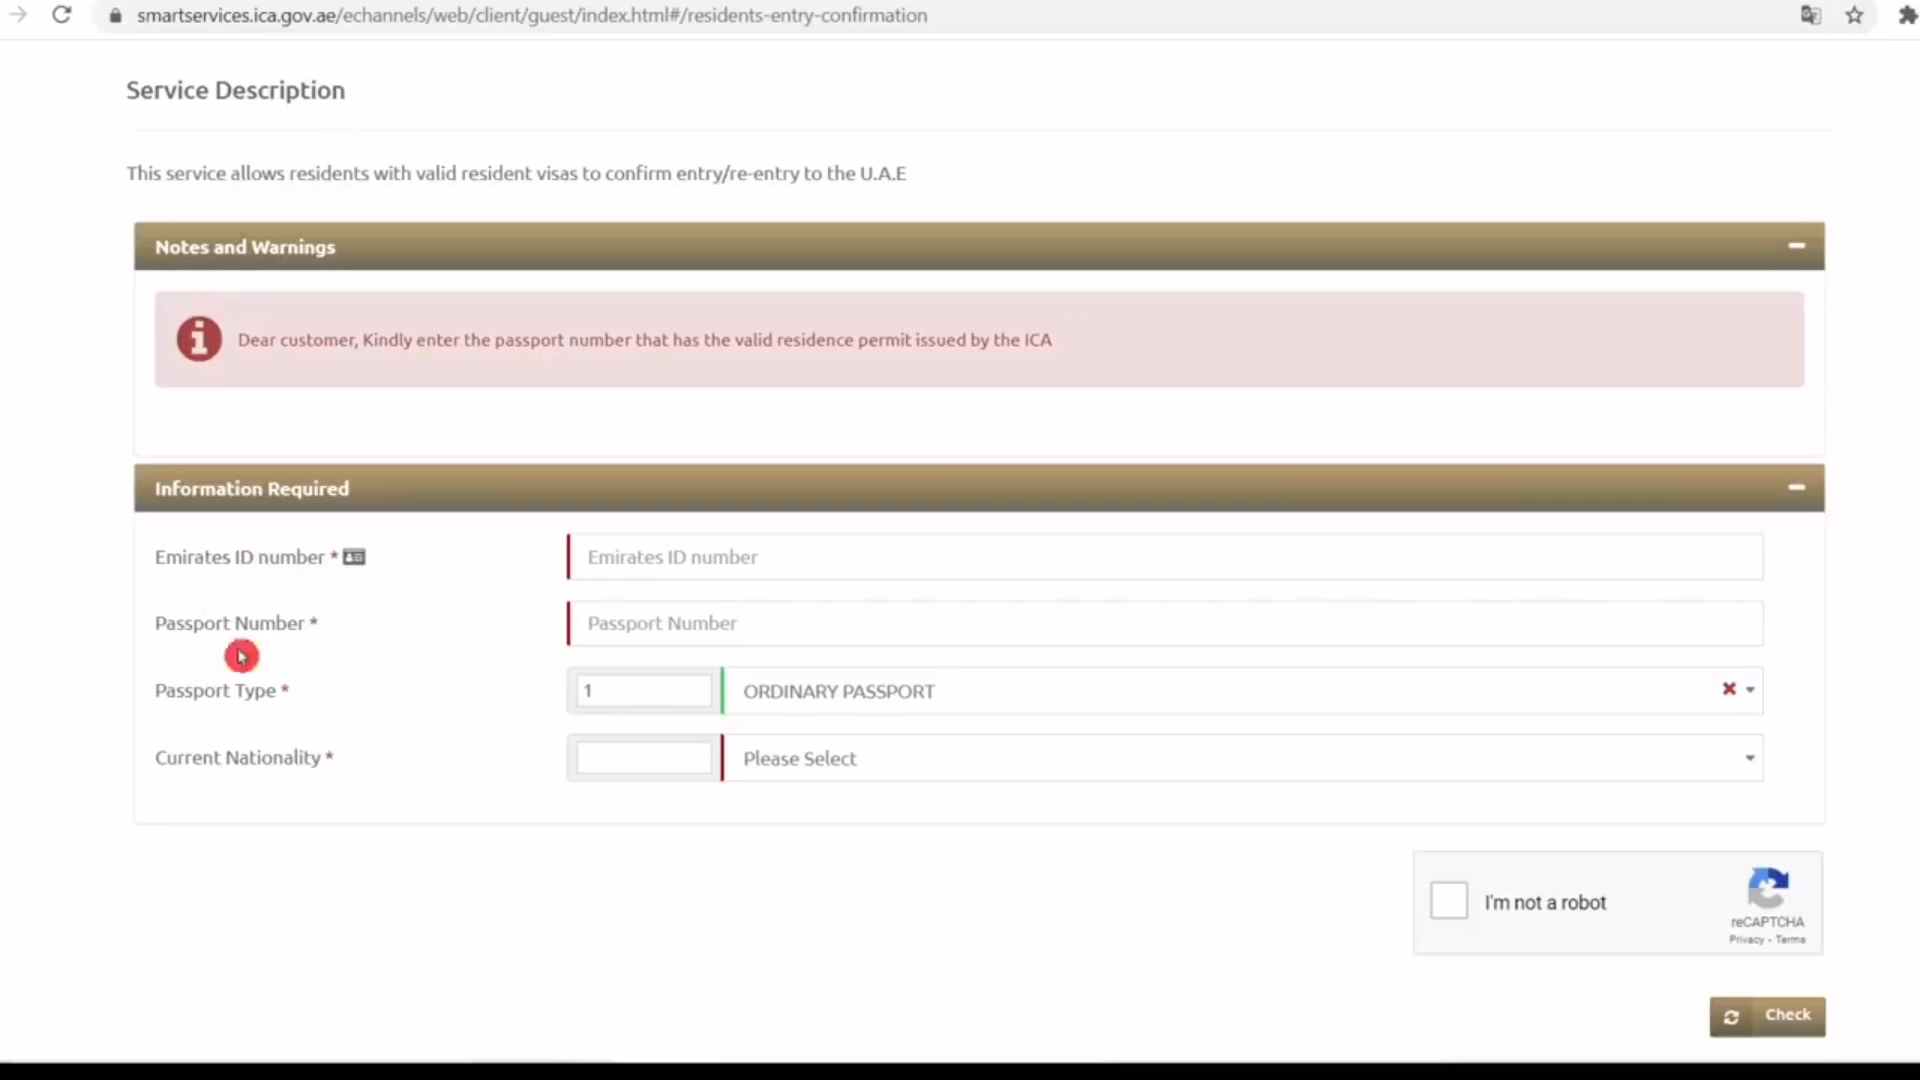 smartservices.ica.gov.ae/echannels/web/client/guest/index.html#/residents-entry-confirmation
Service Description
This service allows residents with valid resident visas to confirm entry/re-entry to the U.A.E
Notes and Warnings
Dear customer, Kindly enter the passport number that has the valid residence permit issued by the ICA
Information Required
Emirates ID number *
Emirates ID number
Passport Number *
Passport Number
Passport Type *
1
ORDINARY PASSPORT
Current Nationality *
Please Select
I'm not a robot
reCAPTCHA
Privacy - Terms
Check